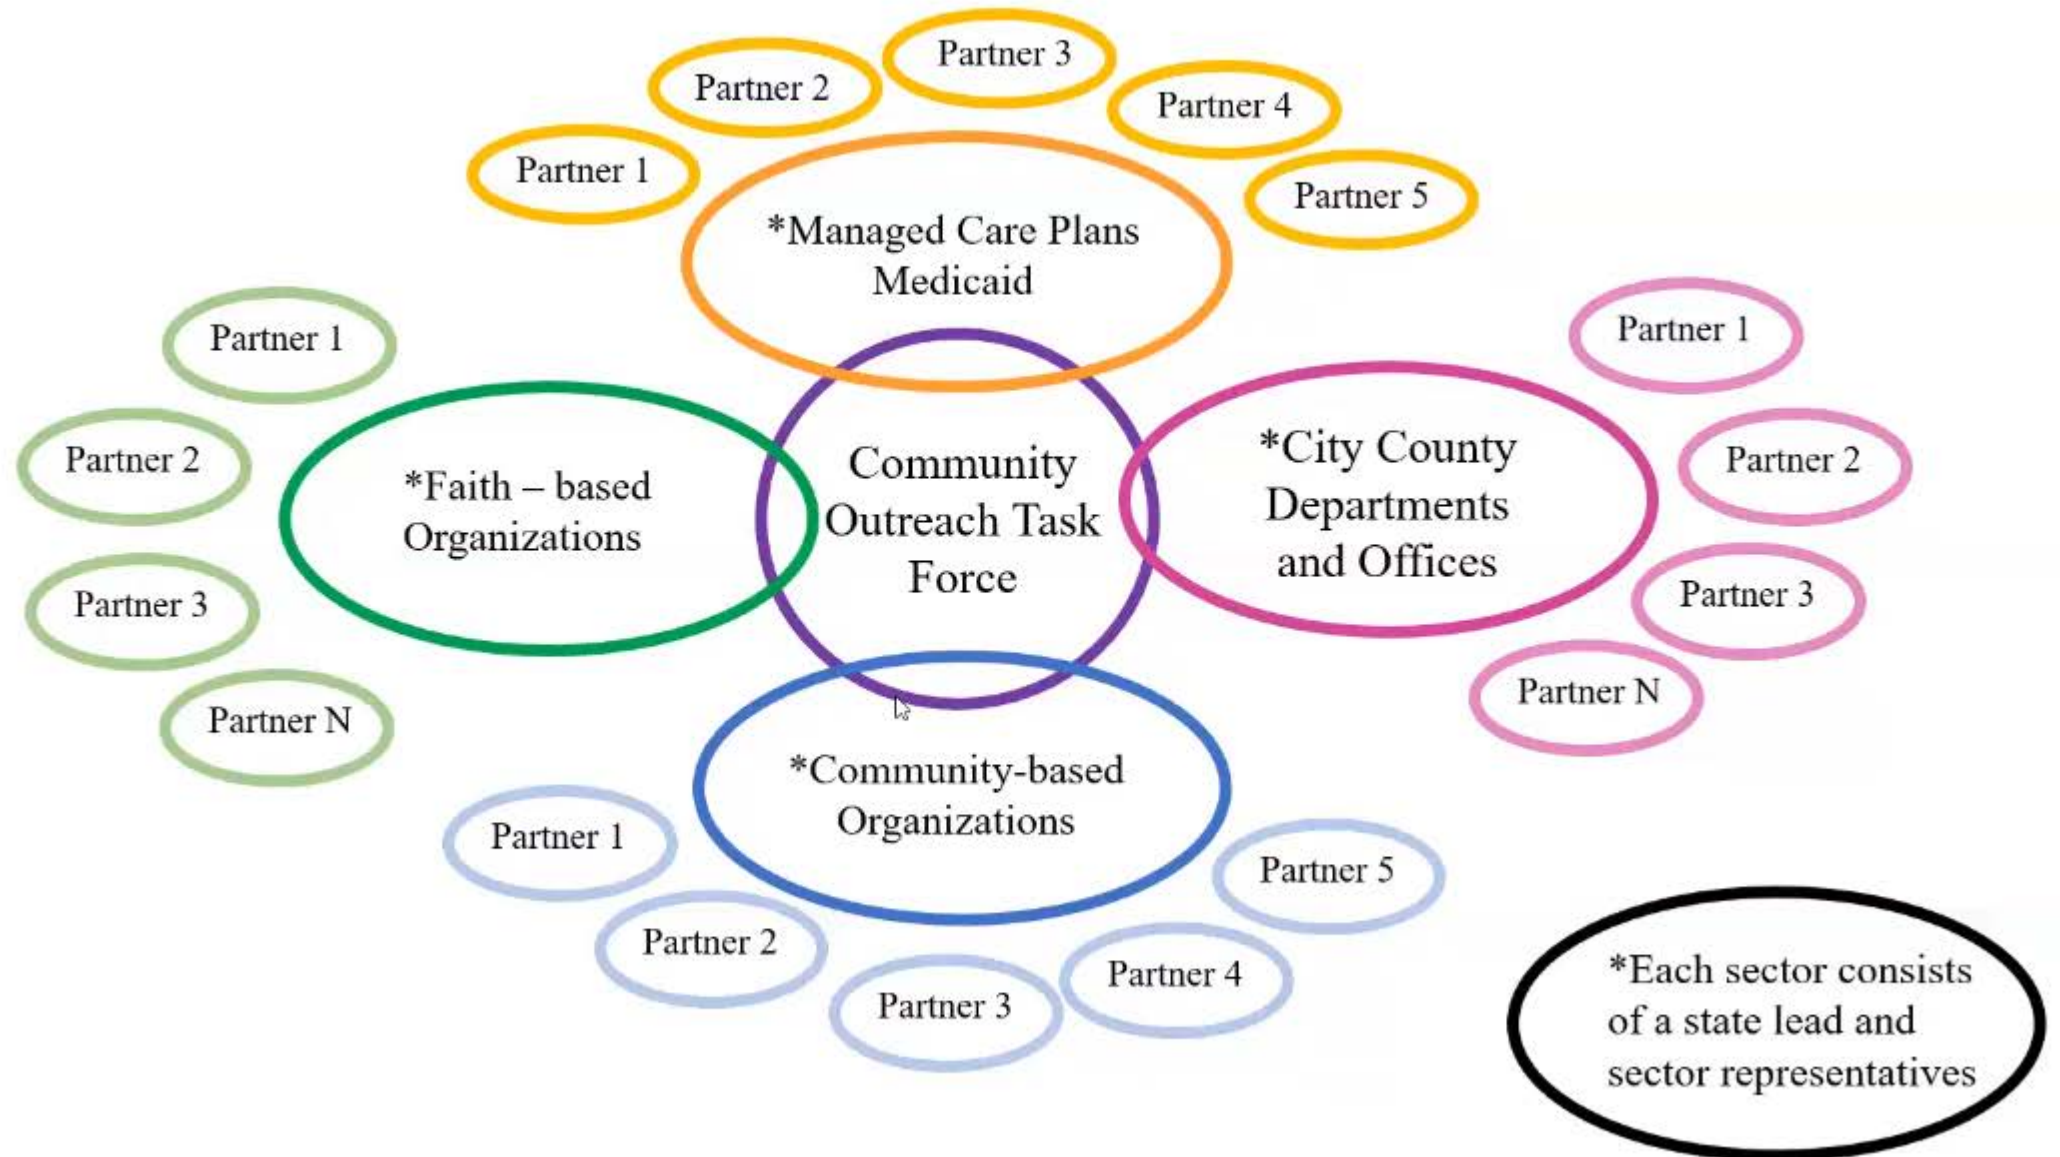 Partner 3
Partner 2
Partner 4
Partner 1
Partner 5
*Managed Care Plans
Medicaid
Partner 1
Partner 2
Partner 3
Partner N
*Faith – based
Organizations
Community
Outreach Task
Force
*City County
Departments
and Offices
Partner 1
Partner 2
Partner 3
Partner N
*Community-based
Organizations
Partner 1
Partner 2
Partner 3
Partner 4
Partner 5
*Each sector consists
of a state lead and
sector representatives